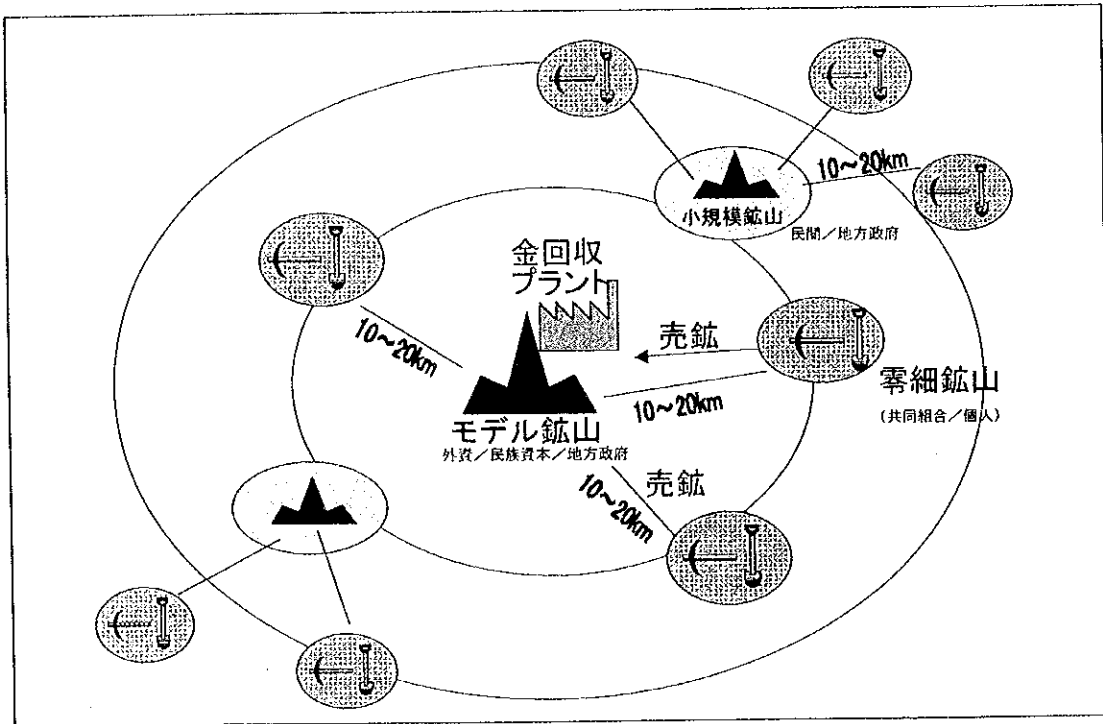 10~20km
小規模鉱山
民間/地方政府
金回収
プラント
10~20km
売鉱
零細鉱山
(共同組合/個人)
10~20km
モデル鉱山
外資/民族資本/地方政府
売鉱
10~20km